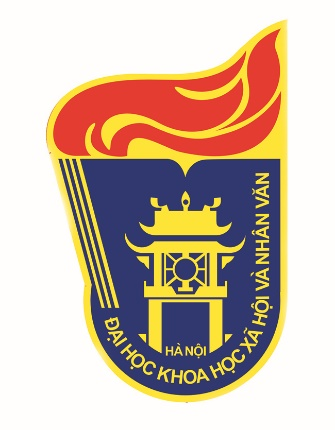 HÀ NỘI
ĐẠI HỌC KHOA HỌC XÃ HỘI VÀ NHÂN VĂN